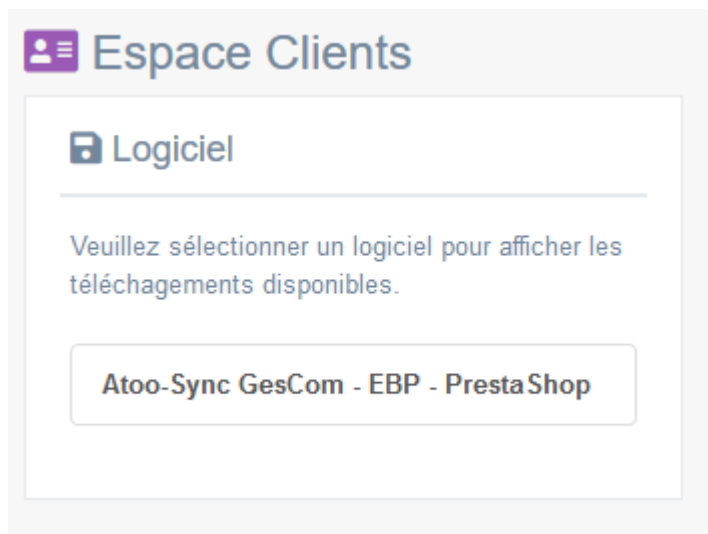 Espace Clients
Logiciel
Veuillez sélectionner un logiciel pour afficher les
téléchagements disponibles.
Atoo-Sync GesCom - EBP - PrestaShop